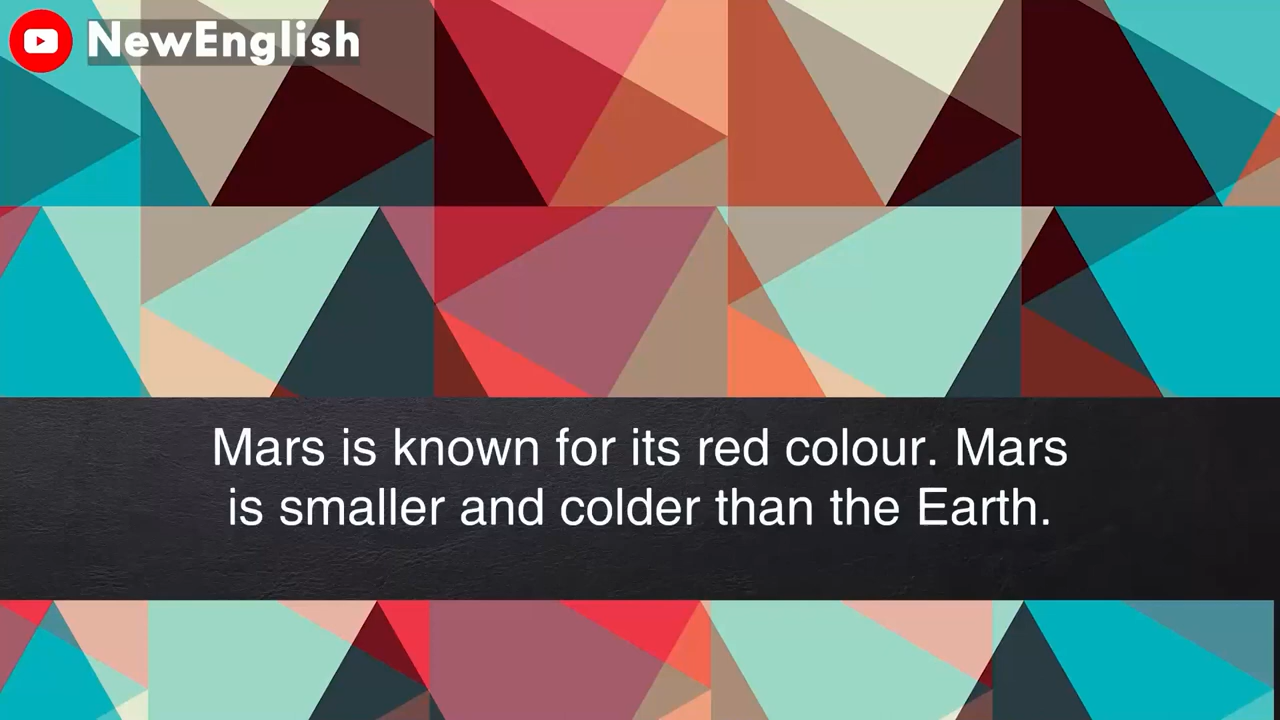 NewEnglish
Mars is known for its red colour. Mars
is smaller and colder than the Earth.